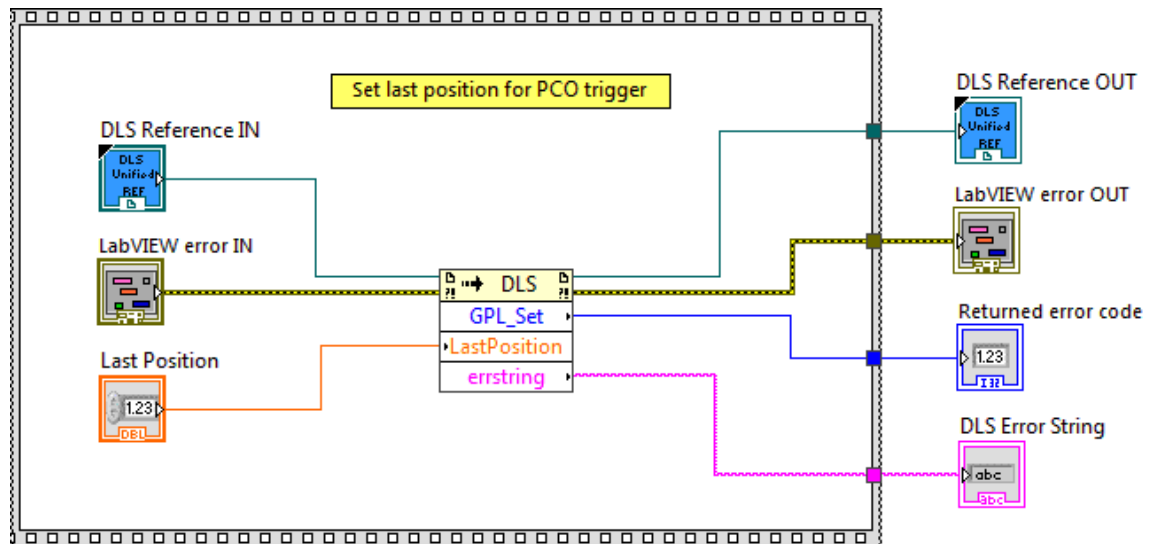 Set last position for PCO trigger
DLS Reference IN
DLS
Unified
REF
LabVIEW error IN
Last Position
1.23
DBL
DLS
GPL_Set
LastPosition
errstring
DLS Reference OUT
DLS
Unified
REF
LabVIEW error OUT
Returned error code
1.23
I32
DLS Error String
abc
abc